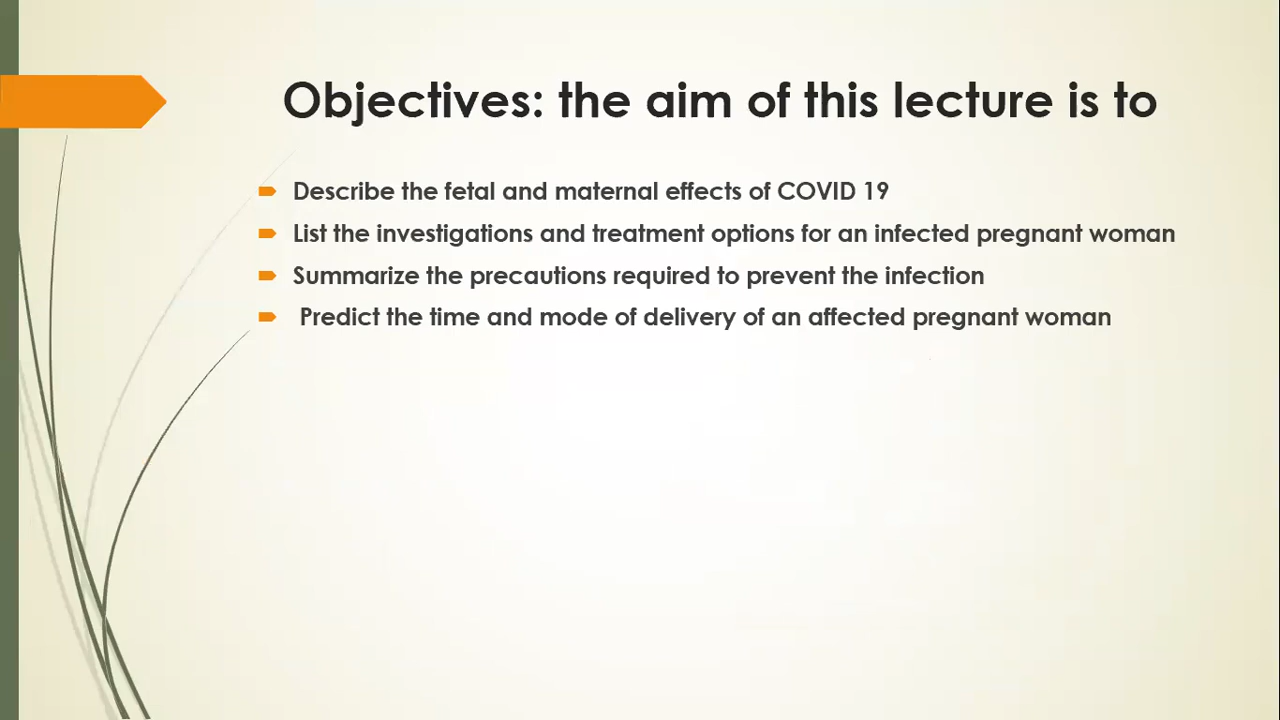 Objectives: the aim of this lecture is to
Describe the fetal and maternal effects of COVID 19
List the investigations and treatment options for an infected pregnant woman
Summarize the precautions required to prevent the infection
Predict the time and mode of delivery of an affected pregnant woman